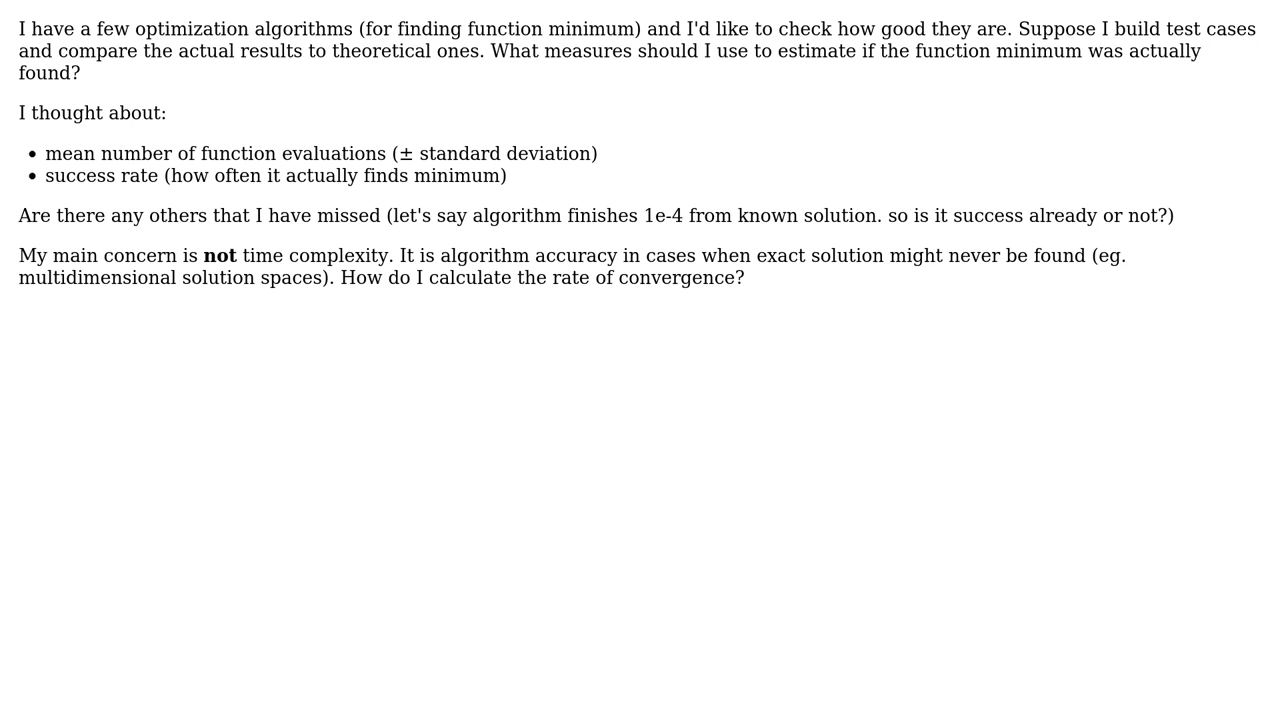 I have a few optimization algorithms (for finding function minimum) and I'd like to check how good they are. Suppose I build test cases
and compare the actual results to theoretical ones. What measures should I use to estimate if the function minimum was actually
found?
I thought about:
• mean number of function evaluations (± standard deviation)
• success rate (how often it actually finds minimum)
Are there any others that I have missed (let's say algorithm finishes 1e-4 from known solution. so is it success already or not?)
My main concern is not time complexity. It is algorithm accuracy in cases when exact solution might never be found (eg.
multidimensional solution spaces). How do I calculate the rate of convergence?